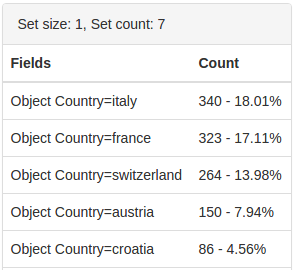 Set size: 1, Set count: 7
Fields Count
Object Country=italy 340 - 18.01%
Object Country=france 323 - 17.11%
Object Country=switzerland 264 - 13.98%
Object Country=austria 150 - 7.94%
Object Country=croatia 86 - 4.56%